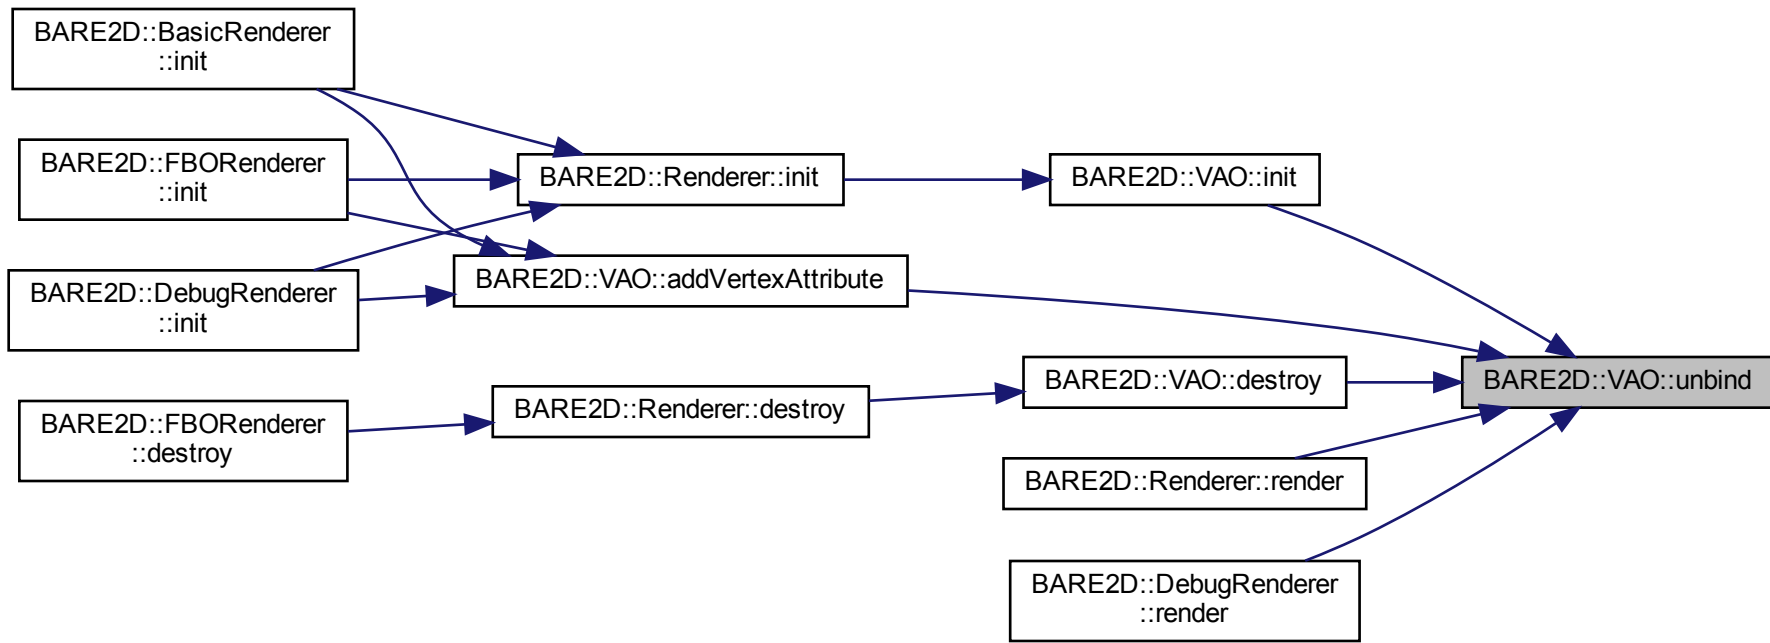 BARE2D::BasicRenderer
::init
BARE2D::FBORenderer
::init
BARE2D::Renderer::init
BARE2D::VAO::init
BARE2D::DebugRenderer
::init
BARE2D::VAO::addVertexAttribute
BARE2D::VAO::destroy
BARE2D::VAO::unbind
BARE2D::FBORenderer
::destroy
BARE2D::Renderer::destroy
BARE2D::Renderer::render
BARE2D::DebugRenderer
::render